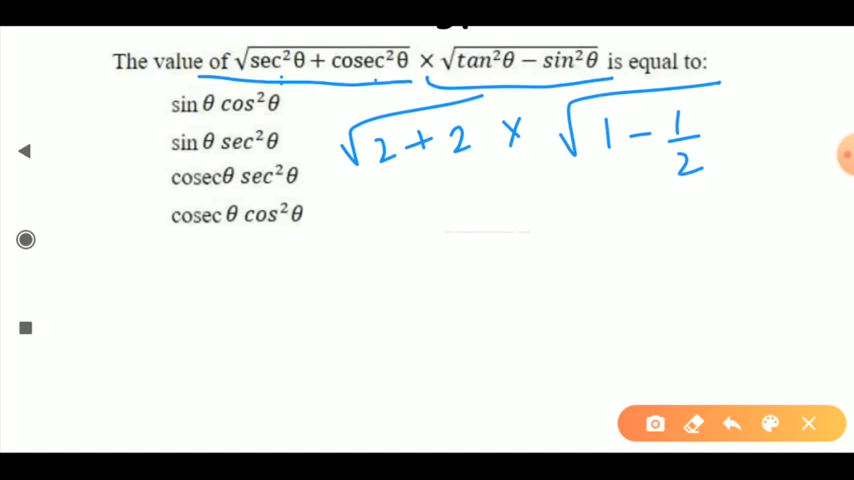 The value of √(sec²θ + cosec²θ) × √(tan²θ − sin²θ) is equal to:
sin θ cos²θ
sin θ sec²θ
cosecθ sec²θ
cosec θ cos²θ
√(2 + 2) × √(1 − 1/2)